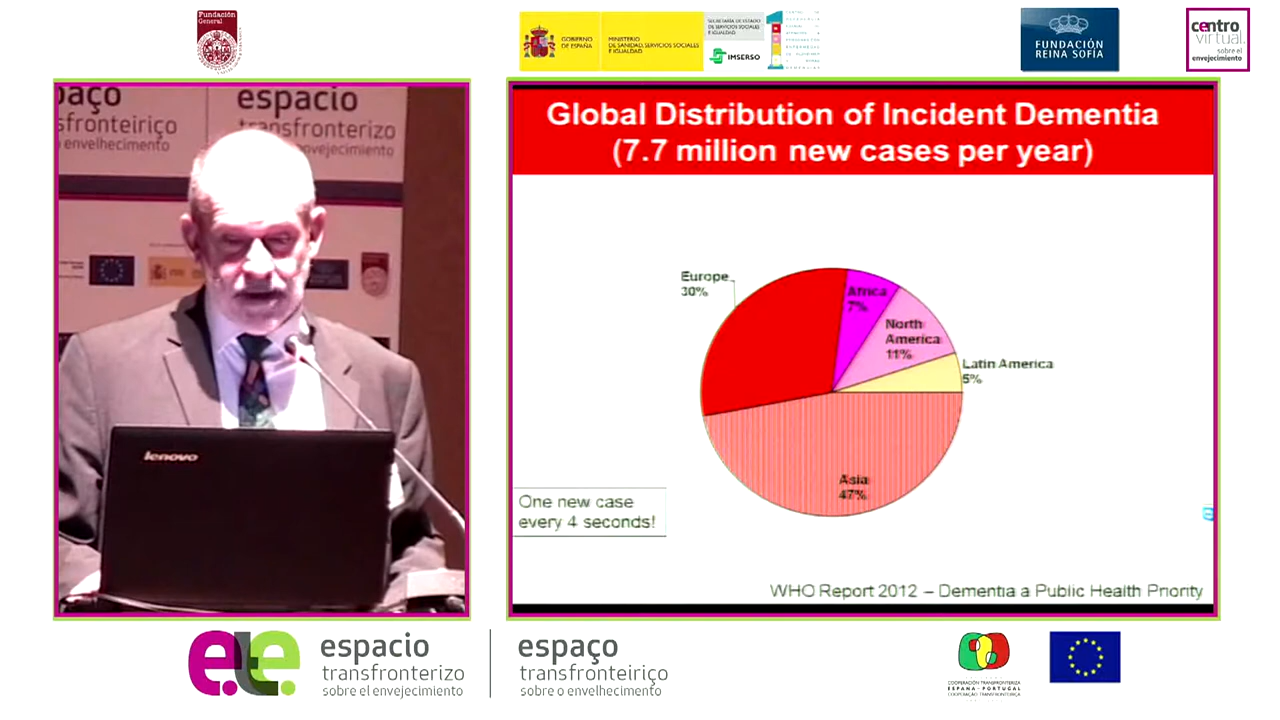 Fundación
General
GOBIERNO
DE ESPAÑA
MINISTERIO
DE SANIDAD, SERVICIOS SOCIALES
E IGUALDAD
SECRETARÍA DE ESTADO
DE SERVICIOS SOCIALES
E IGUALDAD
IMSERSO
FUNDACIÓN
REINA SOFÍA
centro
virtual
sobre el
envejecimiento
paço
sfronteiriço
envelhecimento
espacio
transfronterizo
envejecimiento
lenovo
Global Distribution of Incident Dementia
(7.7 million new cases per year)
Europe
30%
Africa
7%
North
America
11%
Latin America
5%
Asia
47%
One new case
every 4 seconds!
WHO Report 2012 – Dementia a Public Health Priority
e.t.e.
espacio
transfronterizo
sobre el envejecimiento
espaço
transfronteiriço
sobre o envelhecimento
COOPERACIÓN TRANSFRONTERIZA
ESPAÑA - PORTUGAL
COOPERAÇÃO TRANSFRONTEIRIÇA